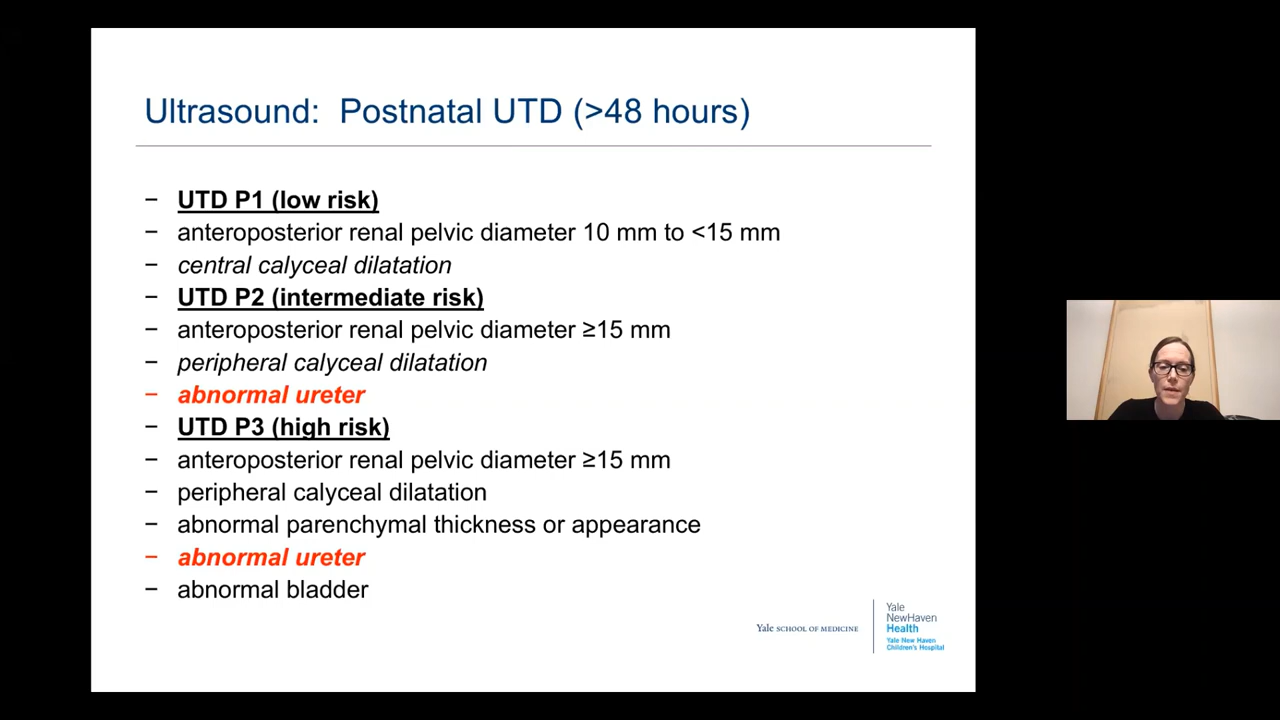 Ultrasound: Postnatal UTD (>48 hours)
− UTD P1 (low risk)
− anteroposterior renal pelvic diameter 10 mm to <15 mm
− central calyceal dilatation
− UTD P2 (intermediate risk)
− anteroposterior renal pelvic diameter ≥15 mm
− peripheral calyceal dilatation
− abnormal ureter
− UTD P3 (high risk)
− anteroposterior renal pelvic diameter ≥15 mm
− peripheral calyceal dilatation
− abnormal parenchymal thickness or appearance
− abnormal ureter
− abnormal bladder
Yale SCHOOL OF MEDICINE
Yale
NewHaven
Health
Yale New Haven
Children's Hospital